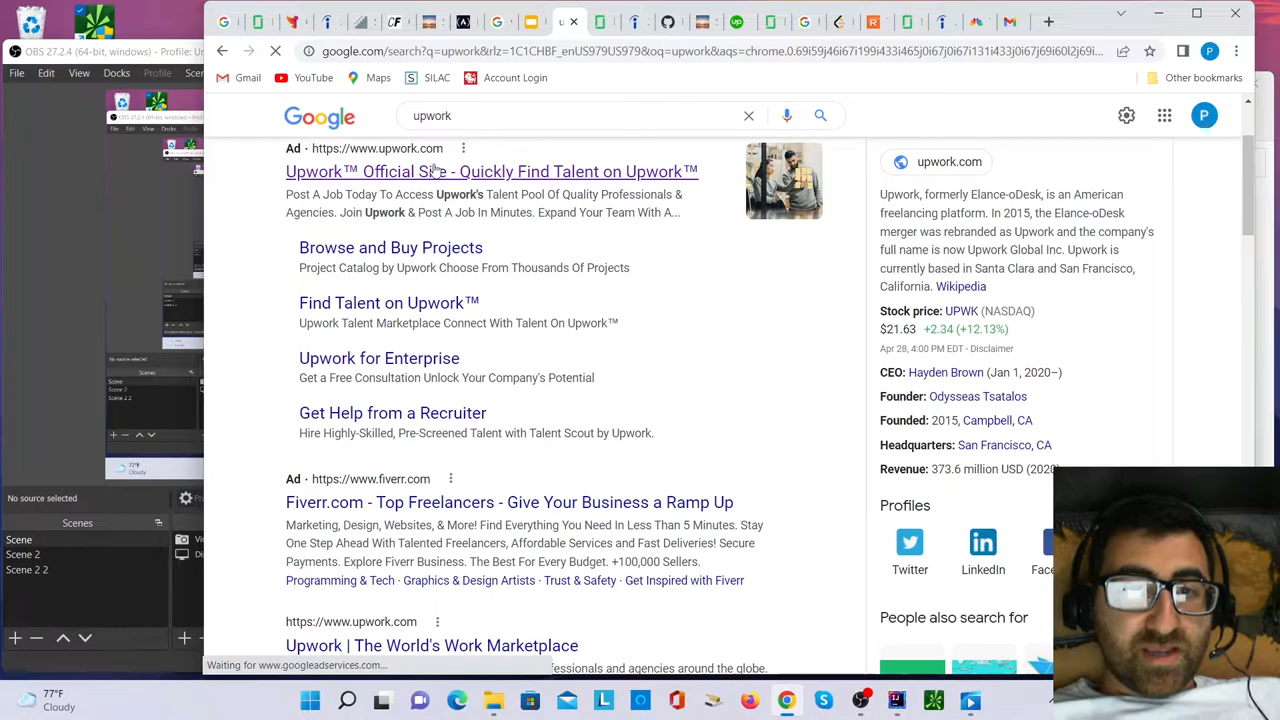 OBS 27.2.4 (64-bit, windows) - Profile: Un
File Edit View Docks Profile Scen
google.com/search?q=upwork&rlz=1C1CHBF_enUS979US978&oq=upwork&aqs=chrome
Gmail YouTube Maps SILAC Account Login Other bookmarks
Google upwork P
Ad · https://www.upwork.com
Upwork™ Official Site - Quickly Find Talent on Upwork™
Post A Job Today To Access Upwork's Talent Pool Of Quality Professionals &
Agencies. Join Upwork & Post A Job In Minutes. Expand Your Team With A...
Browse and Buy Projects
Project Catalog by Upwork Choose From Thousands Of Projects
Find Talent on Upwork™
Upwork Talent Marketplace Connect With Talent On Upwork™
Upwork for Enterprise
Get a Free Consultation Unlock Your Company's Potential
Get Help from a Recruiter
Hire Highly-Skilled, Pre-Screened Talent with Talent Scout by Upwork.
Ad · https://www.fiverr.com
Fiverr.com - Top Freelancers - Give Your Business a Ramp Up
Marketing, Design, Websites, & More! Find Everything You Need In Less Than 5 Minutes. Stay
One Step Ahead With Talented Freelancers, Affordable Services and Fast Deliveries! Secure
Payments. Explore Fiverr Business. The Best For Every Budget. +100,000 Sellers.
Programming & Tech · Graphics & Design Artists · Trust & Safety · Get Inspired with Fiverr
https://www.upwork.com
Upwork | The World's Work Marketplace
essionals and agencies around the globe.
Waiting for www.googleadservices.com...
upwork.com
Upwork, formerly Elance-oDesk, is an American
freelancing platform. In 2015, the Elance-oDesk
merger was rebranded as Upwork and the company's
full name is now Upwork Global Inc. Upwork is
currently based in Santa Clara and San Francisco,
California. Wikipedia
Stock price: UPWK (NASDAQ)
$21.63 +2.34 (+12.13%)
Apr 28, 4:00 PM EDT - Disclaimer
CEO: Hayden Brown (Jan 1, 2020–)
Founder: Odysseas Tsatalos
Founded: 2015, Campbell, CA
Headquarters: San Francisco, CA
Revenue: 373.6 million USD (2020)
Profiles
Twitter LinkedIn Face
People also search for
No source selected
Scenes
Scene
Scene 2
Scene 2 2
77°F
Cloudy